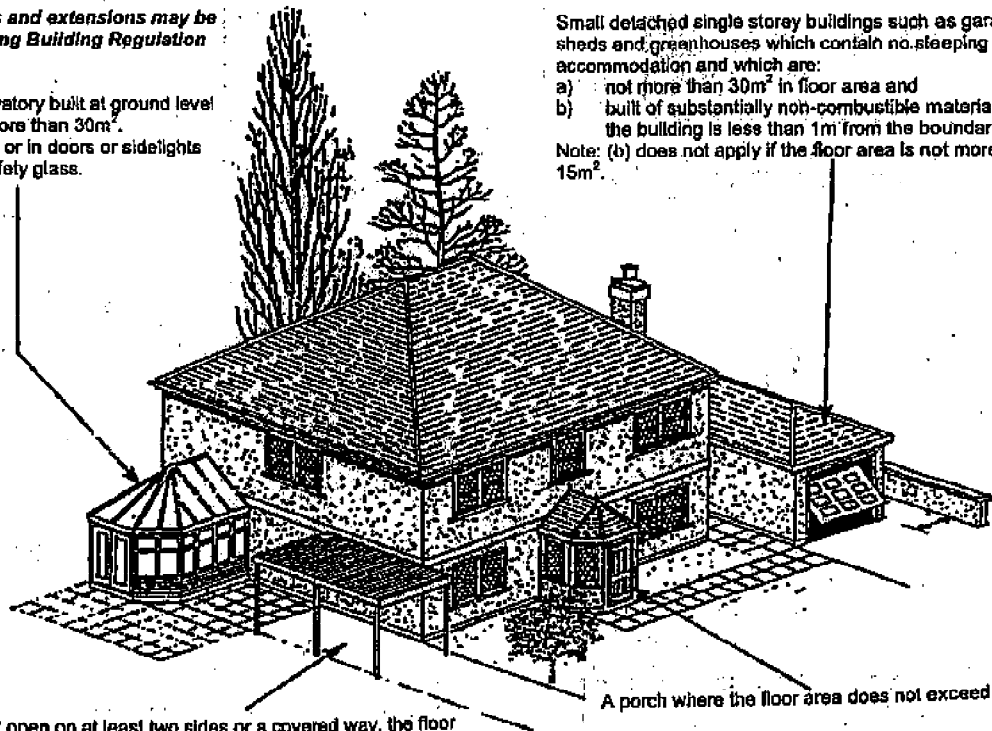 s and extensions may be
ng Building Regulation
vatory built at ground level
ore than 30m².
or in doors or sidelights
fety glass.
Small detached single storey buildings such as gara
sheds and greenhouses which contain no sleeping
accommodation and which are:
a) not more than 30m² in floor area and
b) built of substantially non-combustible materia
the building is less than 1m from the boundar
Note: (b) does not apply if the floor area is not more
15m².
A porch where the floor area does not exceed
open on at least two sides or a covered way, the floor